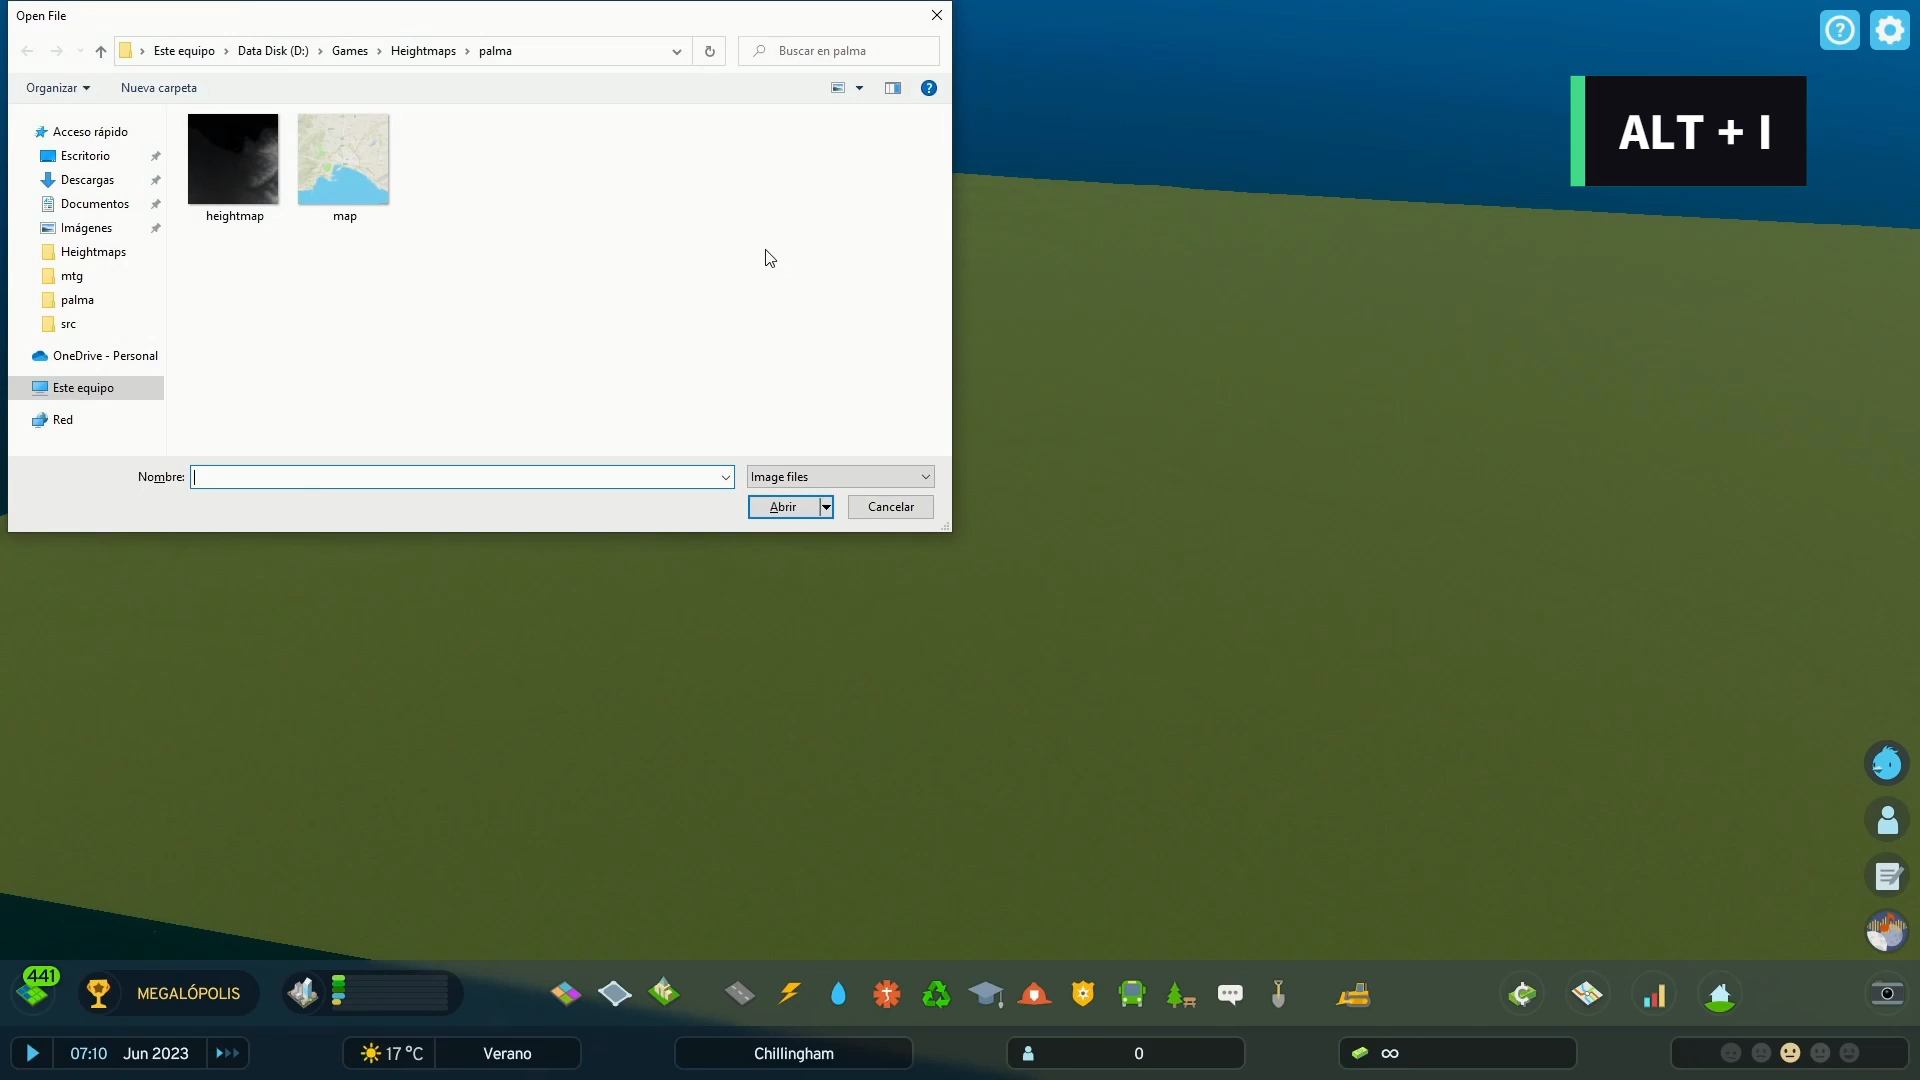 Open File
Este equipo
Data Disk (D:)
Games
Heightmaps
palma
Buscar en palma
Organizar
Nueva carpeta
Acceso rápido
Escritorio
Descargas
Documentos
Imágenes
Heightmaps
mtg
palma
src
OneDrive - Personal
Este equipo
Red
heightmap
map
Nombre:
Image files
Abrir
Cancelar
ALT + I
441
MEGALÓPOLIS
07:10 Jun 2023
17 °C
Verano
Chillingham
0
∞